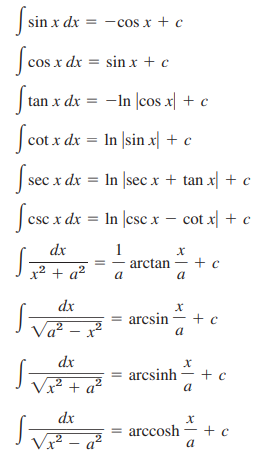 ∫ sin x dx = −cos x + c
∫ cos x dx = sin x + c
∫ tan x dx = −ln |cos x| + c
∫ cot x dx = ln |sin x| + c
∫ sec x dx = ln |sec x + tan x| + c
∫ csc x dx = ln |csc x − cot x| + c
∫ dx / (x² + a²) = 1/a arctan x/a + c
∫ dx / √(a² − x²) = arcsin x/a + c
∫ dx / √(x² + a²) = arcsinh x/a + c
∫ dx / √(x² − a²) = arccosh x/a + c